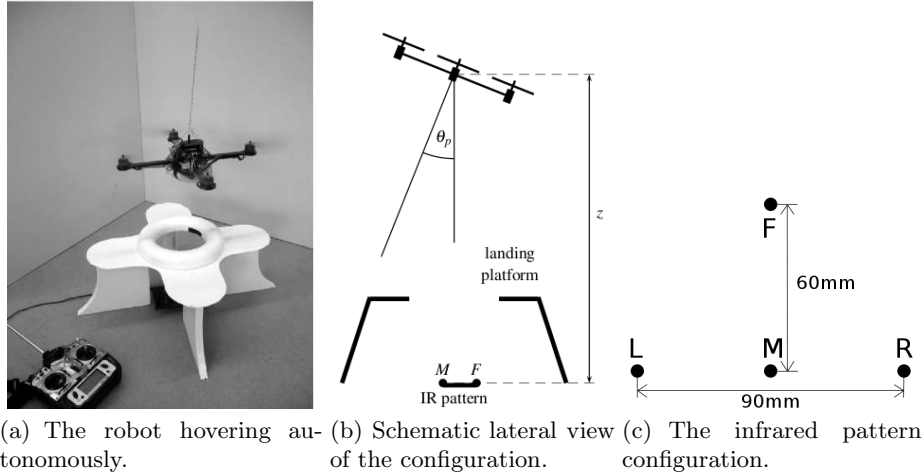 θp
z
landing
platform
M F
IR pattern
F
60mm
L M R
90mm
(a) The robot hovering au-
tonomously.
(b) Schematic lateral view
of the configuration.
(c) The infrared pattern
configuration.